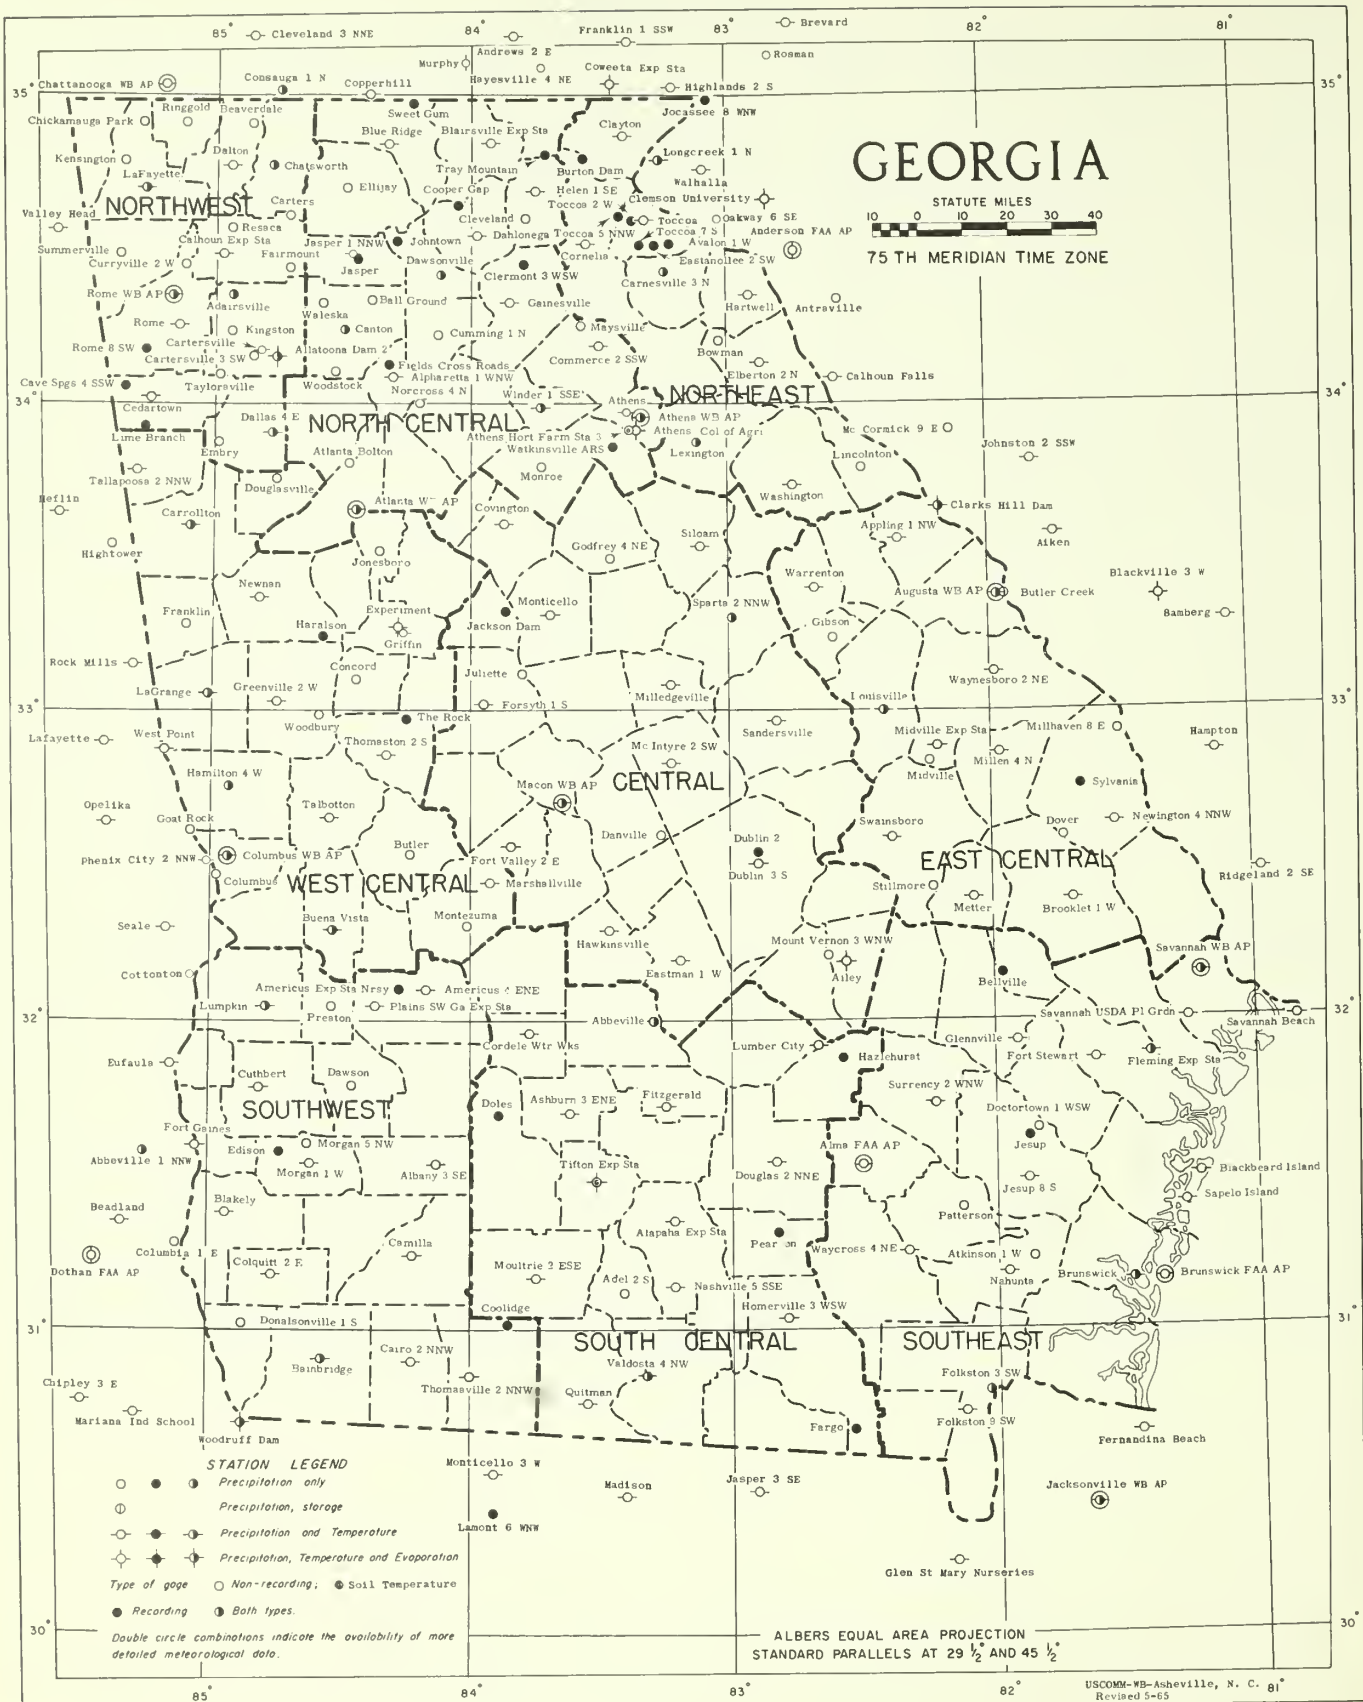 85° Cleveland 3 NNE
84°
Franklin 1 SSW
83°
Brevard
82°
81°
Andrews 2 E
Rosman
Murphy
Hayesville 4 NE
Coweeta Exp Sta
Chattanooga WB AP
Consauga 1 N
Copperhill
Highlands 2 S
35°
35°
Ringgold
Beaverdale
Sweet Gum
Jocassee 8 WNW
Chickamauga Park
Clayton
Blue Ridge
Blairsville Exp Sta
GEORGIA
Kensington
Dalton
Chatsworth
Tray Mountain
Burton Dam
Longcreek 1 N
LaFayette
Ellijay
Cooper Gap
Helen 1 SE
Walhalla
STATUTE MILES
NORTHWEST
Carters
Toccoa 2 W
Clemson University
10 0 10 20 30 40
Valley Head
Resaca
Cleveland
Toccoa
Oakway 6 SE
75 TH MERIDIAN TIME ZONE
Summerville
Calhoun Exp Sta
Jasper 1 NNW
Johntown
Dahlonega
Toccoa 5 NNW
Toccoa 7 S
Anderson FAA AP
Curryville 2 W
Fairmount
Jasper
Dawsonville
Cornelia
Avalon 1 W
Clermont 3 WSW
Eastanollee 2 SW
Carnesville 3 N
Rome WB AP
Adairsville
Waleska
Ball Ground
Gainesville
Hartwell
Antraville
Rome
Kingston
Canton
Cumming 1 N
Maysville
Rome 8 SW
Cartersville
Cartersville 3 SW
Allatoona Dam 2
Commerce 2 SSW
Bowman
Cave Spgs 4 SSW
Taylorsville
Woodstock
Fields Cross Roads
Alpharetta 1 WNW
Elberton 2 N
Calhoun Falls
34°
34°
Cedartown
Norcross 4 N
Winder 1 SSE
NORTHEAST
Dallas 4 E
NORTH CENTRAL
Athens
Athens WB AP
Lime Branch
Athens Hort Farm Sta 3
Athens Col of Agri
Mc Cormick 9 E
Embry
Atlanta Bolton
Watkinsville ARS
Lexington
Johnston 2 SSW
Tallapoosa 2 NNW
Douglasville
Monroe
Lincolnton
Heflin
Carrollton
Atlanta WB AP
Covington
Washington
Clarks Hill Dam
Appling 1 NW
Hightower
Jonesboro
Godfrey 4 NE
Siloam
Aiken
Newnan
Warrenton
Augusta WB AP
Butler Creek
Blackville 3 W
Franklin
Experiment
Monticello
Sparta 2 NNW
Bamberg
Haralson
Griffin
Jackson Dam
Gibson
Rock Mills
Concord
Juliette
LaGrange
Greenville 2 W
Milledgeville
Waynesboro 2 NE
Forsyth 1 S
Louisville
33°
33°
Woodbury
The Rock
Sandersville
Midville Exp Sta
Millhaven 8 E
Lafayette
West Point
Thomaston 2 S
Mc Intyre 2 SW
Hampton
Midville
Millen 4 N
Hamilton 4 W
Macon WB AP
CENTRAL
Sylvania
Opelika
Goat Rock
Talbotton
Danville
Swainsboro
Dover
Newington 4 NNW
Phenix City 2 NNW
Columbus WB AP
Butler
Fort Valley 2 E
Dublin 2
EAST CENTRAL
Columbus
WEST CENTRAL
Marshallville
Dublin 3 S
Stillmore
Metter
Brooklet 1 W
Ridgeland 2 SE
Seale
Buena Vista
Montezuma
Hawkinsville
Mount Vernon 3 WNW
Savannah WB AP
Cottonton
Eastman 1 W
Ailey
Bellville
Americus Exp Sta Nrsy
Americus 4 ENE
Lumpkin
Preston
Plains SW Ga Exp Sta
Abbeville
Savannah USDA Pl Grdn
Savannah Beach
32°
32°
Cordele Wtr Wks
Lumber City
Glennville
Hazlehurst
Fort Stewart
Fleming Exp Sta
Eufaula
Cuthbert
Dawson
Surrency 2 WNW
SOUTHWEST
Doles
Ashburn 3 ENE
Fitzgerald
Doctortown 1 WSW
Fort Gaines
Alma FAA AP
Jesup
Abbeville 1 NNW
Edison
Morgan 5 NW
Morgan 1 W
Albany 3 SE
Tifton Exp Sta
Douglas 2 NNE
Blackbeard Island
Jesup 8 S
Blakely
Sapelo Island
Beadland
Alapaha Exp Sta
Patterson
Columbia 1 E
Colquitt 2 E
Camilla
Pearson
Waycross 4 NE
Atkinson 1 W
Dothan FAA AP
Moultrie 2 ESE
Adel 2 S
Nashville 5 SSE
Nahunta
Brunswick
Brunswick FAA AP
Coolidge
Homerville 3 WSW
31°
31°
Donalsonville 1 S
SOUTH CENTRAL
SOUTHEAST
Bainbridge
Cairo 2 NNW
Valdosta 4 NW
Folkston 3 SW
Chipley 3 E
Thomasville 2 NNW
Quitman
Mariana Ind School
Fargo
Folkston 9 SW
Fernandina Beach
Woodruff Dam
STATION LEGEND
Precipitation only
Precipitation, storage
Precipitation and Temperature
Precipitation, Temperature and Evaporation
Type of gage Non-recording; Soil Temperature
Recording Both types.
Double circle combinations indicate the availability of more
detailed meteorological data.
Monticello 3 W
Madison
Jasper 3 SE
Jacksonville WB AP
Lamont 6 WNW
Glen St Mary Nurseries
30°
30°
ALBERS EQUAL AREA PROJECTION
STANDARD PARALLELS AT 29 ½° AND 45 ½°
85°
84°
83°
82°
81°
USCOMM-WB-Asheville, N. C.
Revised 5-65